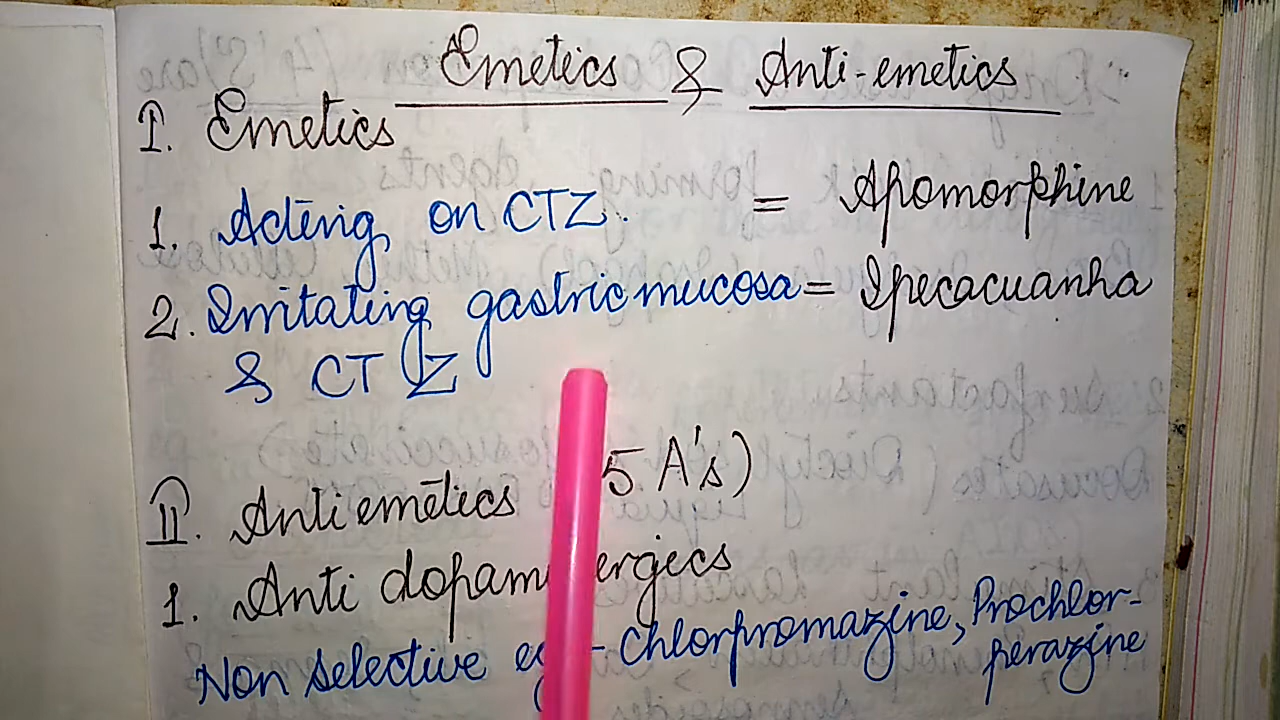 Emetics & Anti-emetics
I. Emetics
1. Acting on CTZ. = Apomorphine
2. Irritating gastric mucosa = Ipecacuanha
& CTZ
II. Antiemetics 5 A's)
1. Anti dopam ergics
Non selective eg - Chlorpromazine, Prochlor-
perazine